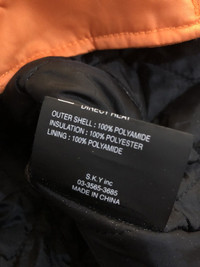 DIRECT HEAT
OUTER SHELL : 100% POLYAMIDE
INSULATION : 100% POLYESTER
LINING : 100% POLYAMIDE
S.K.Y inc
03-3585-3685
MADE IN CHINA